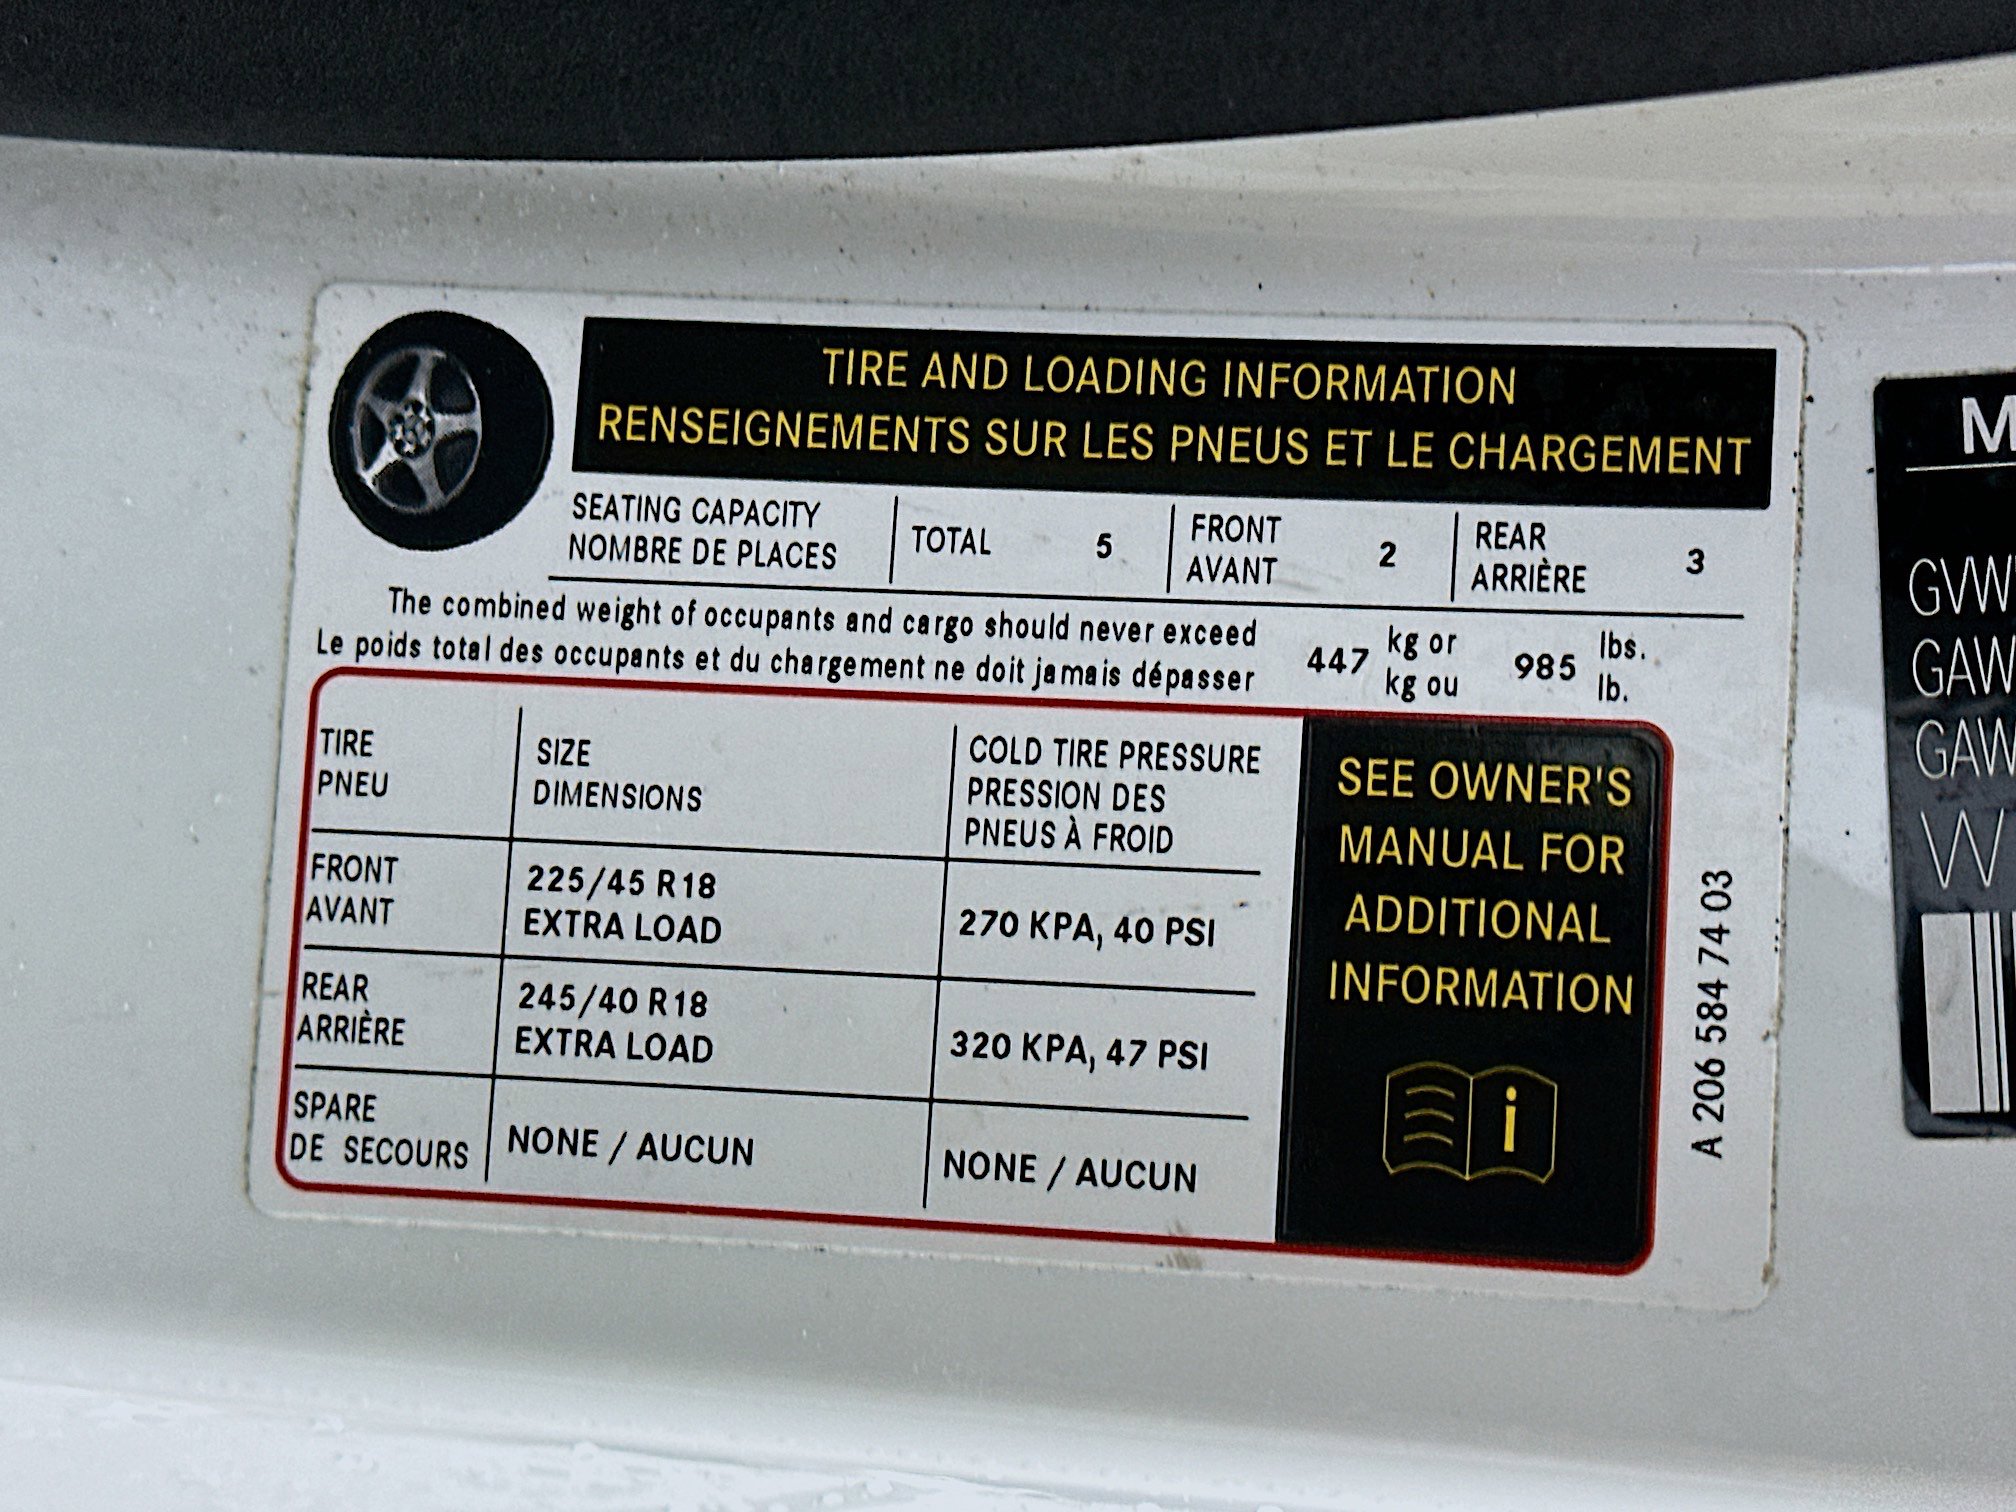 TIRE AND LOADING INFORMATION
RENSEIGNEMENTS SUR LES PNEUS ET LE CHARGEMENT
SEATING CAPACITY
NOMBRE DE PLACES
TOTAL 5
FRONT
AVANT
2
REAR
ARRIÈRE
3
The combined weight of occupants and cargo should never exceed
Le poids total des occupants et du chargement ne doit jamais dépasser
447
kg or
kg ou
985
lbs.
lb.
TIRE
PNEU
SIZE
DIMENSIONS
COLD TIRE PRESSURE
PRESSION DES
PNEUS À FROID
FRONT
AVANT
225/45 R18
EXTRA LOAD
270 KPA, 40 PSI
REAR
ARRIÈRE
245/40 R18
EXTRA LOAD
320 KPA, 47 PSI
SPARE
DE SECOURS
NONE / AUCUN
NONE / AUCUN
SEE OWNER'S
MANUAL FOR
ADDITIONAL
INFORMATION
i
A 206 584 74 03